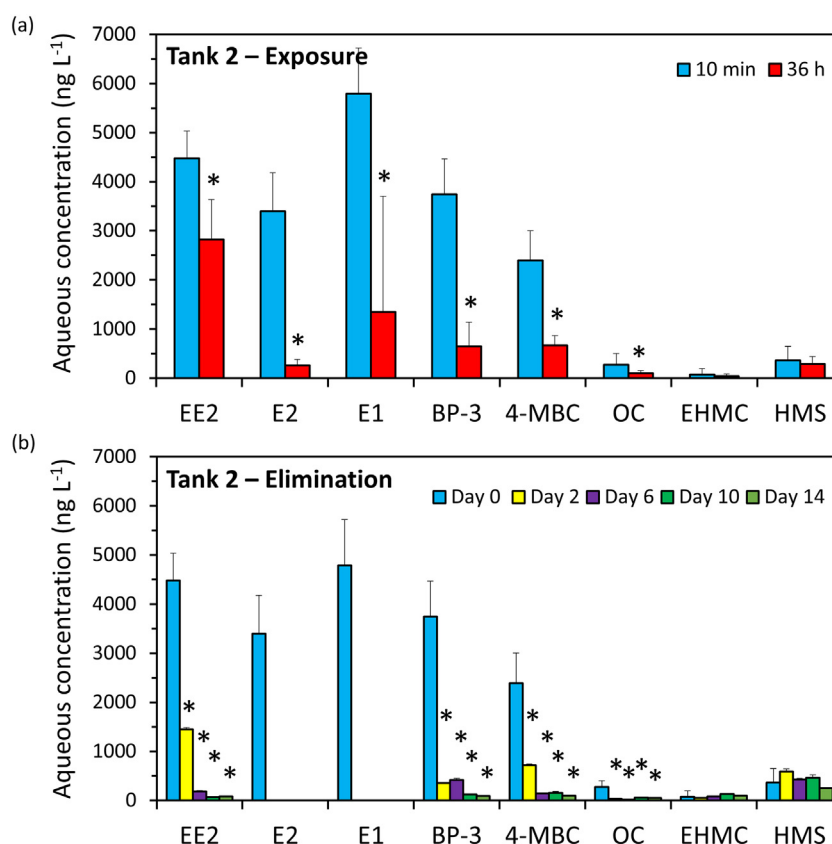 (a)
Tank 2 – Exposure
10 min
36 h
Aqueous concentration (ng L⁻¹)
7000
6000
5000
4000
3000
2000
1000
0
*
*
*
*
*
*
EE2 E2 E1 BP-3 4-MBC OC EHMC HMS
(b)
Tank 2 – Elimination
Day 0 Day 2 Day 6 Day 10 Day 14
Aqueous concentration (ng L⁻¹)
7000
6000
5000
4000
3000
2000
1000
0
* * * *
* * * *
* * * *
* * * *
EE2 E2 E1 BP-3 4-MBC OC EHMC HMS